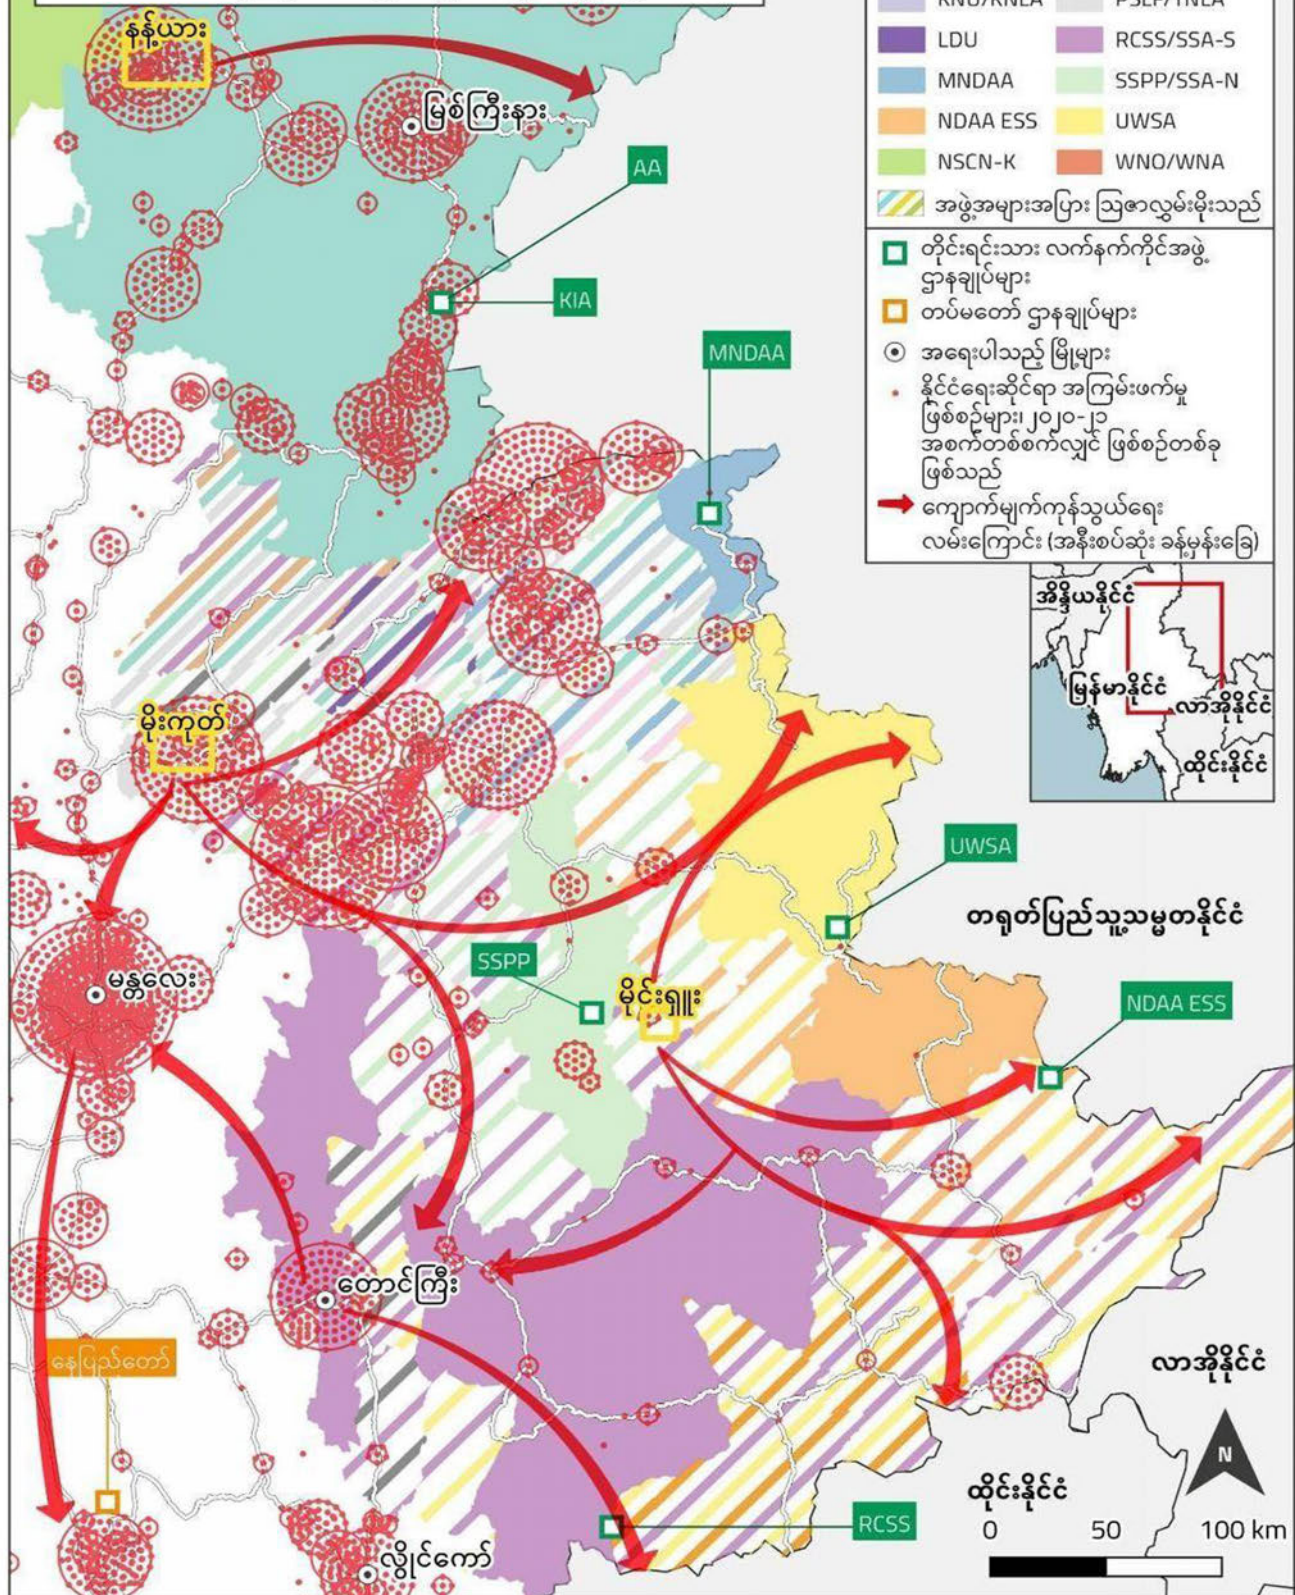 LDU
RCSS/SSA-S
MNDAA
SSPP/SSA-N
NDAA ESS
UWSA
NSCN-K
WNO/WNA
အဖွဲ့အများအပြား ဩဇာလွှမ်းမိုးသည်
တိုင်းရင်းသား လက်နက်ကိုင်အဖွဲ့
ဌာနချုပ်များ
တပ်မတော် ဌာနချုပ်များ
အရေးပါသည့် မြို့များ
နိုင်ငံရေးဆိုင်ရာ အကြမ်းဖက်မှု
ဖြစ်စဉ်များ၊၂၀၂၀-၂၁
အစက်တစ်စက်လျှင် ဖြစ်စဉ်တစ်ခု
ဖြစ်သည်
ကျောက်မျက်ကုန်သွယ်ရေး
လမ်းကြောင်း (အနီးစပ်ဆုံး ခန့်မှန်းခြေ)
နန့်ယား
မြစ်ကြီးနား
AA
KIA
MNDAA
အိန္ဒိယနိုင်ငံ
မြန်မာနိုင်ငံ
လာအိုနိုင်ငံ
ထိုင်းနိုင်ငံ
မိုးကုတ်
UWSA
တရုတ်ပြည်သူ့သမ္မတနိုင်ငံ
SSPP
မန္တလေး
မိုင်းရှူး
NDAA ESS
တောင်ကြီး
နေပြည်တော်
လာအိုနိုင်ငံ
N
ထိုင်းနိုင်ငံ
RCSS
0 50 100 km
လွိုင်ကော်